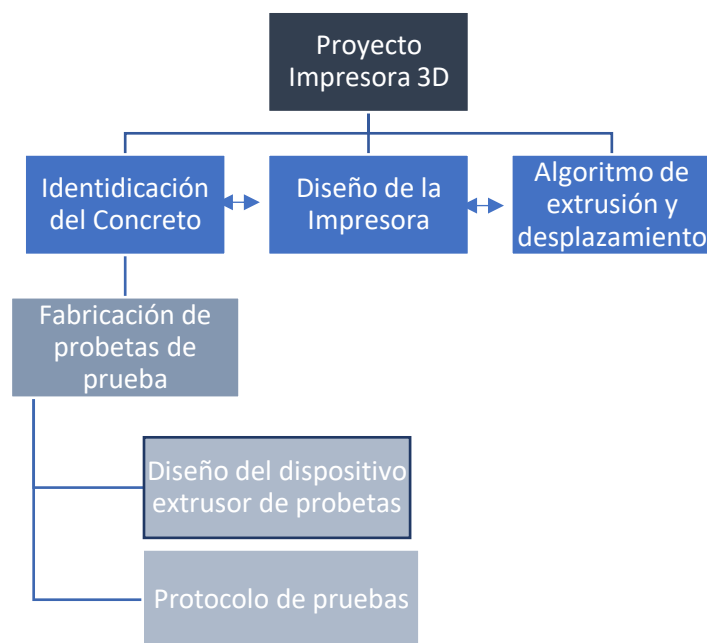 Proyecto
Impresora 3D
Identidicación
del Concreto
Diseño de la
Impresora
Algoritmo de
extrusión y
desplazamiento
Fabricación de
probetas de
prueba
Diseño del dispositivo
extrusor de probetas
Protocolo de pruebas